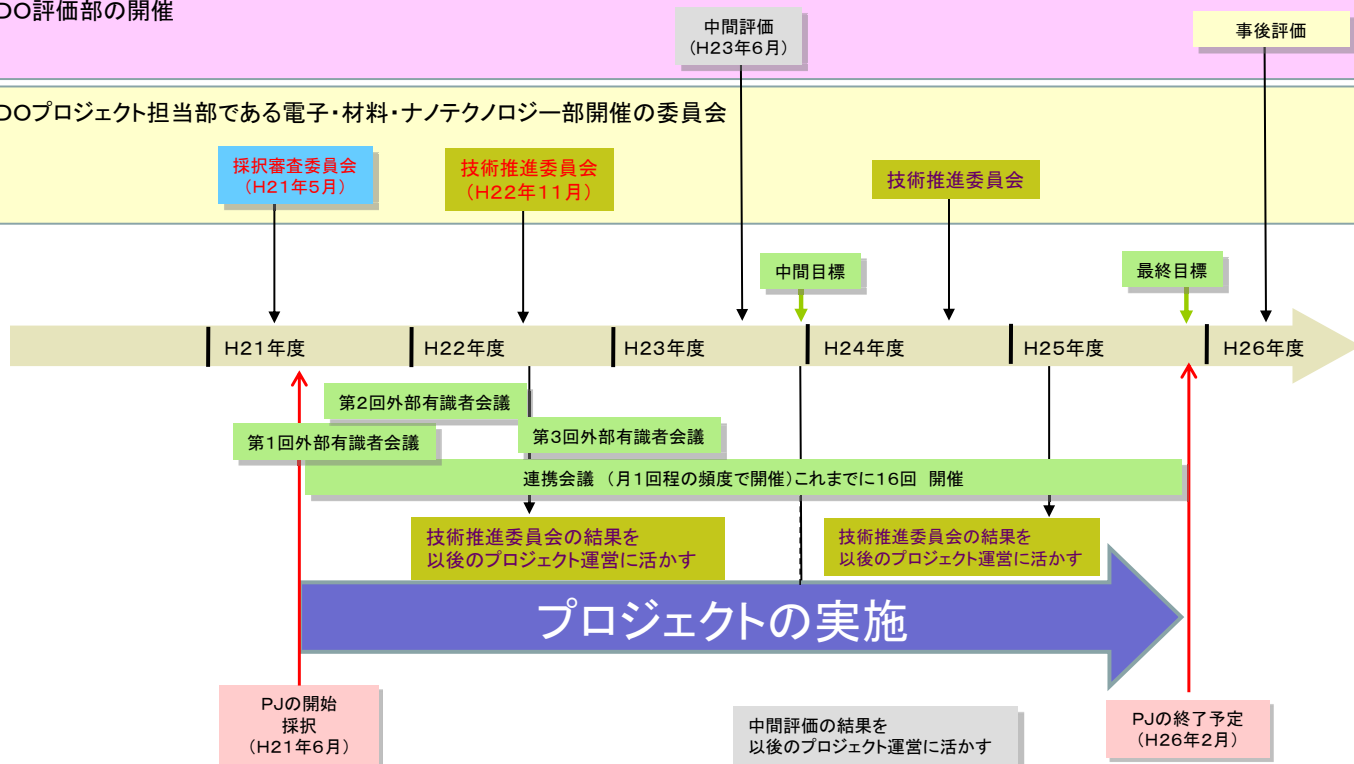 DO評価部の開催
中間評価
(H23年6月)
事後評価
DOプロジェクト担当部である電子・材料・ナノテクノロジー部開催の委員会
採択審査委員会
(H21年5月)
技術推進委員会
(H22年11月)
技術推進委員会
中間目標
最終目標
H21年度
H22年度
H23年度
H24年度
H25年度
H26年度
第2回外部有識者会議
第1回外部有識者会議
第3回外部有識者会議
連携会議 (月1回程の頻度で開催)これまでに16回 開催
技術推進委員会の結果を
以後のプロジェクト運営に活かす
技術推進委員会の結果を
以後のプロジェクト運営に活かす
プロジェクトの実施
PJの開始
採択
(H21年6月)
中間評価の結果を
以後のプロジェクト運営に活かす
PJの終了予定
(H26年2月)